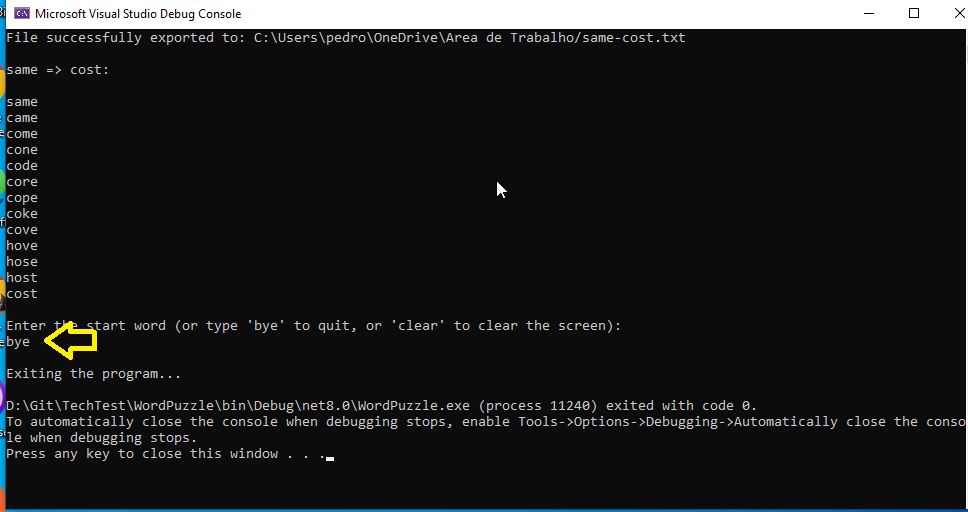 Microsoft Visual Studio Debug Console
File successfully exported to: C:\Users\pedro\OneDrive\Area de Trabalho/same-cost.txt
same => cost:
same
came
come
cone
code
core
cope
coke
cove
hove
hose
host
cost
Enter the start word (or type 'bye' to quit, or 'clear' to clear the screen):
bye
Exiting the program...
D:\Git\TechTest\WordPuzzle\bin\Debug\net8.0\WordPuzzle.exe (process 11240) exited with code 0.
To automatically close the console when debugging stops, enable Tools->Options->Debugging->Automatically close the conso
le when debugging stops.
Press any key to close this window . . .